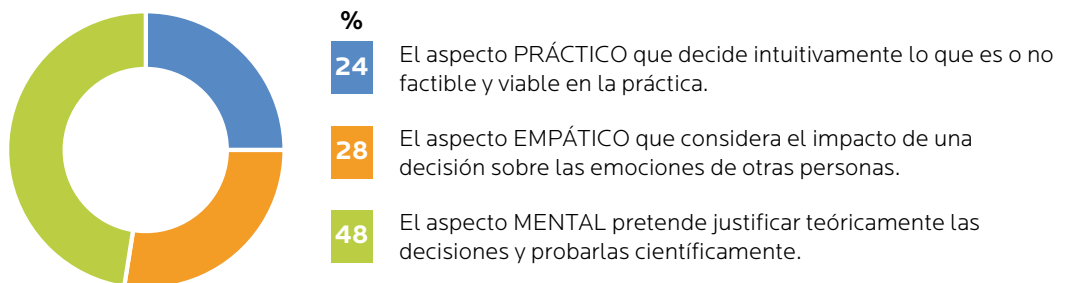 %
24
El aspecto PRÁCTICO que decide intuitivamente lo que es o no
factible y viable en la práctica.
28
El aspecto EMPÁTICO que considera el impacto de una
decisión sobre las emociones de otras personas.
48
El aspecto MENTAL pretende justificar teóricamente las
decisiones y probarlas científicamente.